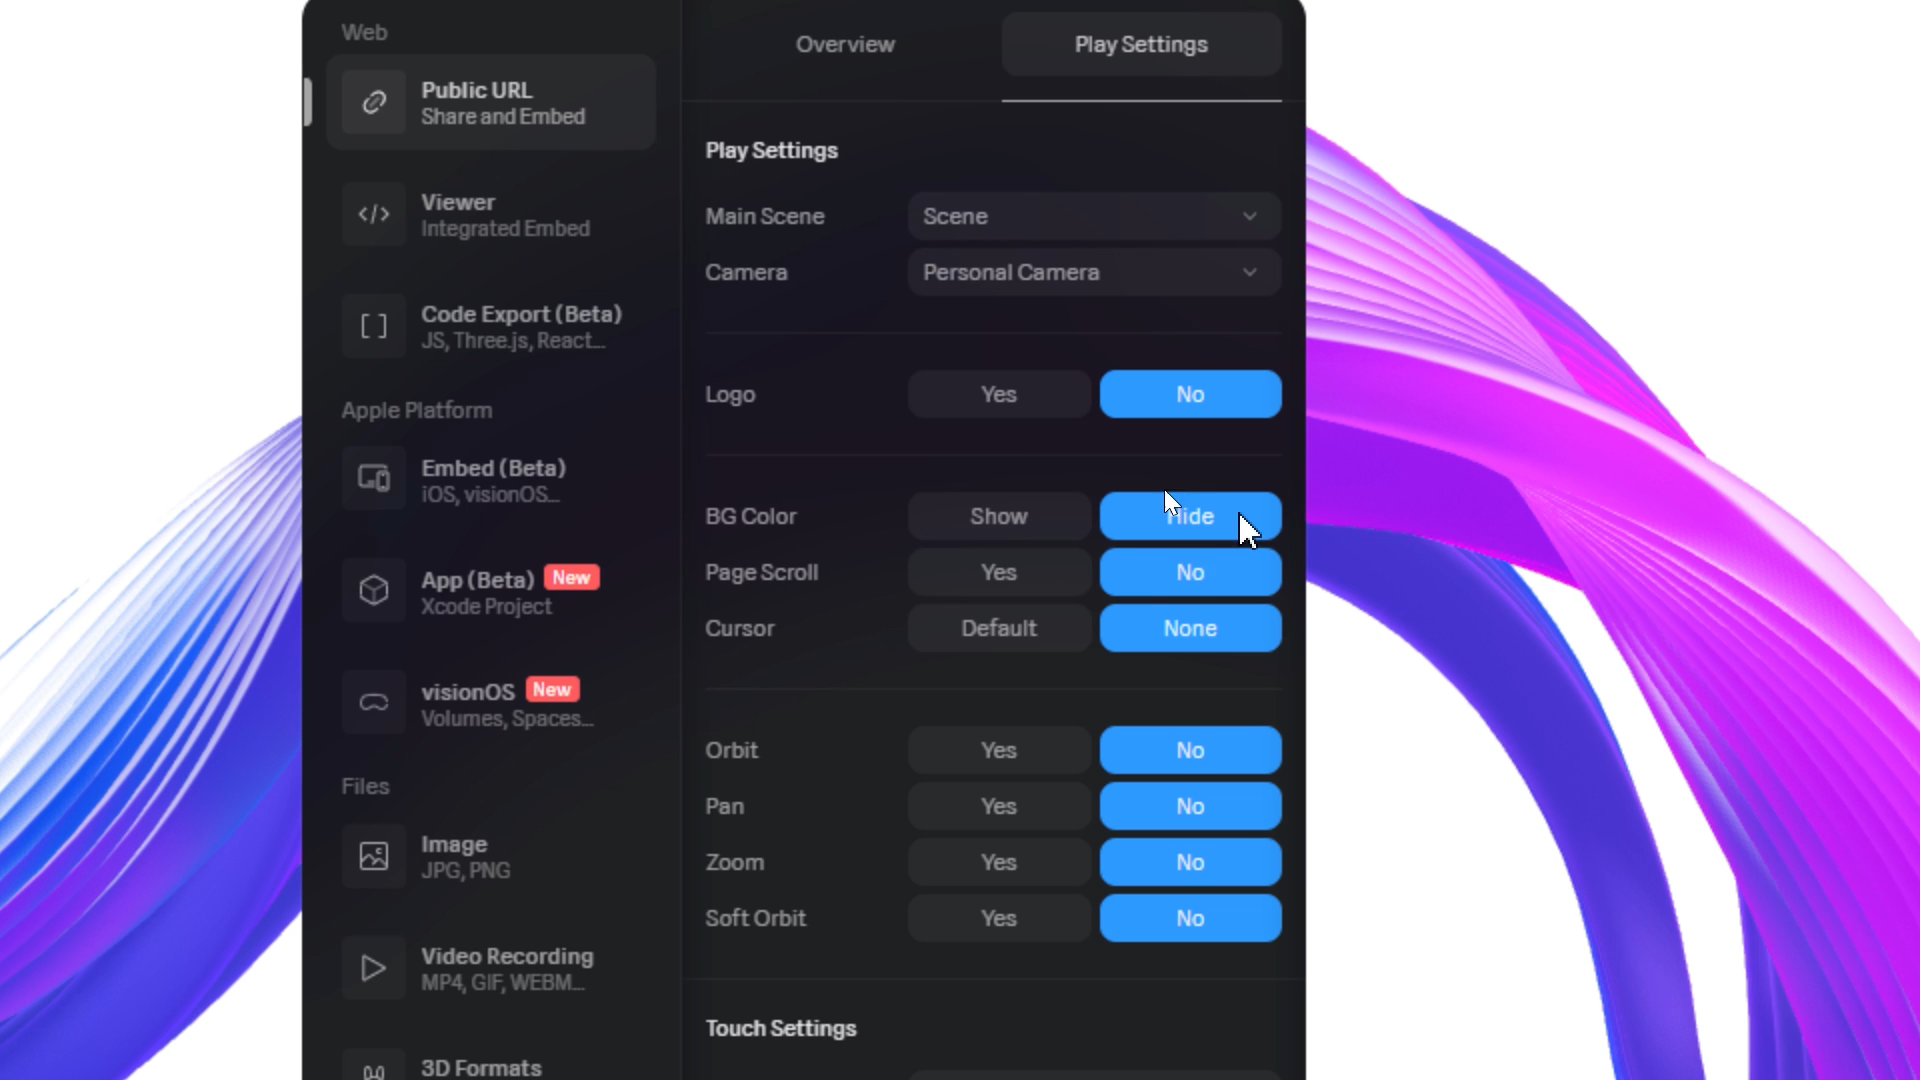 Web
Public URL
Share and Embed
Viewer
Integrated Embed
Code Export (Beta)
JS, Three.js, React...
Apple Platform
Embed (Beta)
iOS, visionOS...
App (Beta) New
Xcode Project
visionOS New
Volumes, Spaces...
Files
Image
JPG, PNG
Video Recording
MP4, GIF, WEBM...
3D Formats
Overview Play Settings
Play Settings
Main Scene Scene
Camera Personal Camera
Logo Yes No
BG Color Show Hide
Page Scroll Yes No
Cursor Default None
Orbit Yes No
Pan Yes No
Zoom Yes No
Soft Orbit Yes No
Touch Settings